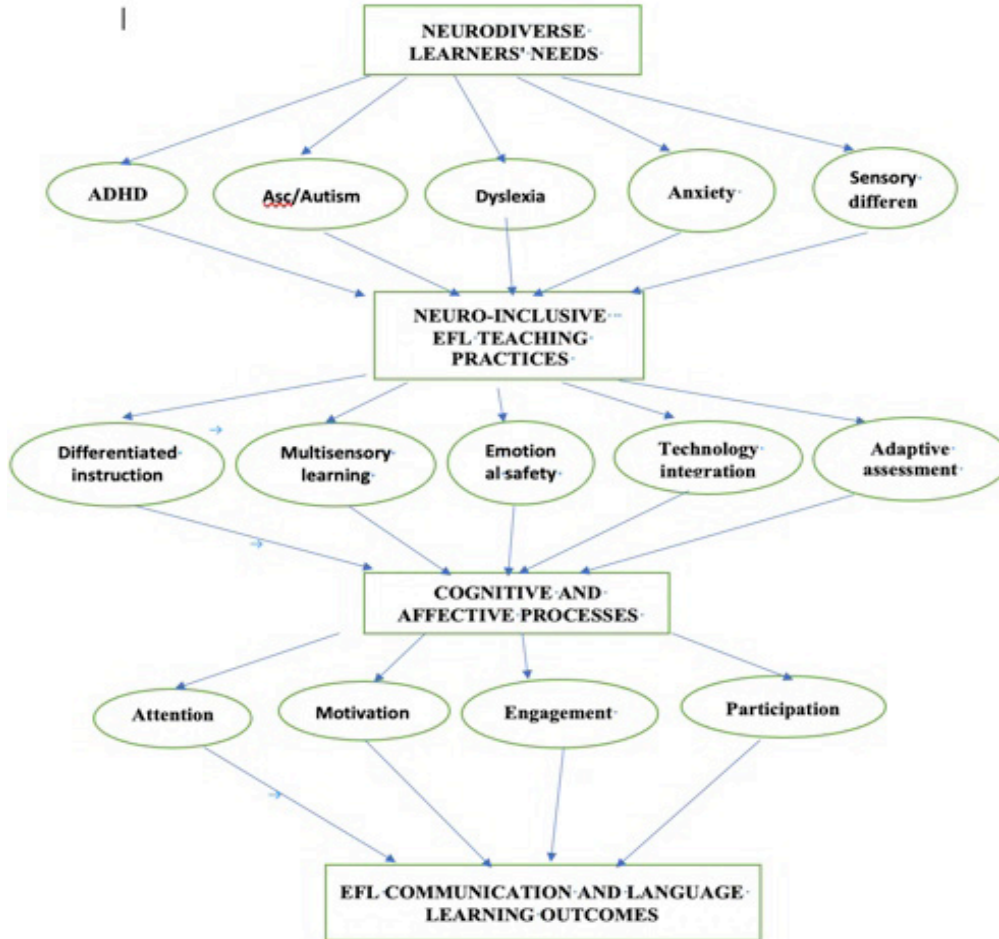 NEURODIVERSE
LEARNERS' NEEDS
ADHD
Asc/Autism
Dyslexia
Anxiety
Sensory
differen
NEURO-INCLUSIVE
EFL TEACHING
PRACTICES
Differentiated
instruction
Multisensory
learning
Emotion
al safety
Technology
integration
Adaptive
assessment
COGNITIVE AND
AFFECTIVE PROCESSES
Attention
Motivation
Engagement
Participation
EFL COMMUNICATION AND LANGUAGE
LEARNING OUTCOMES